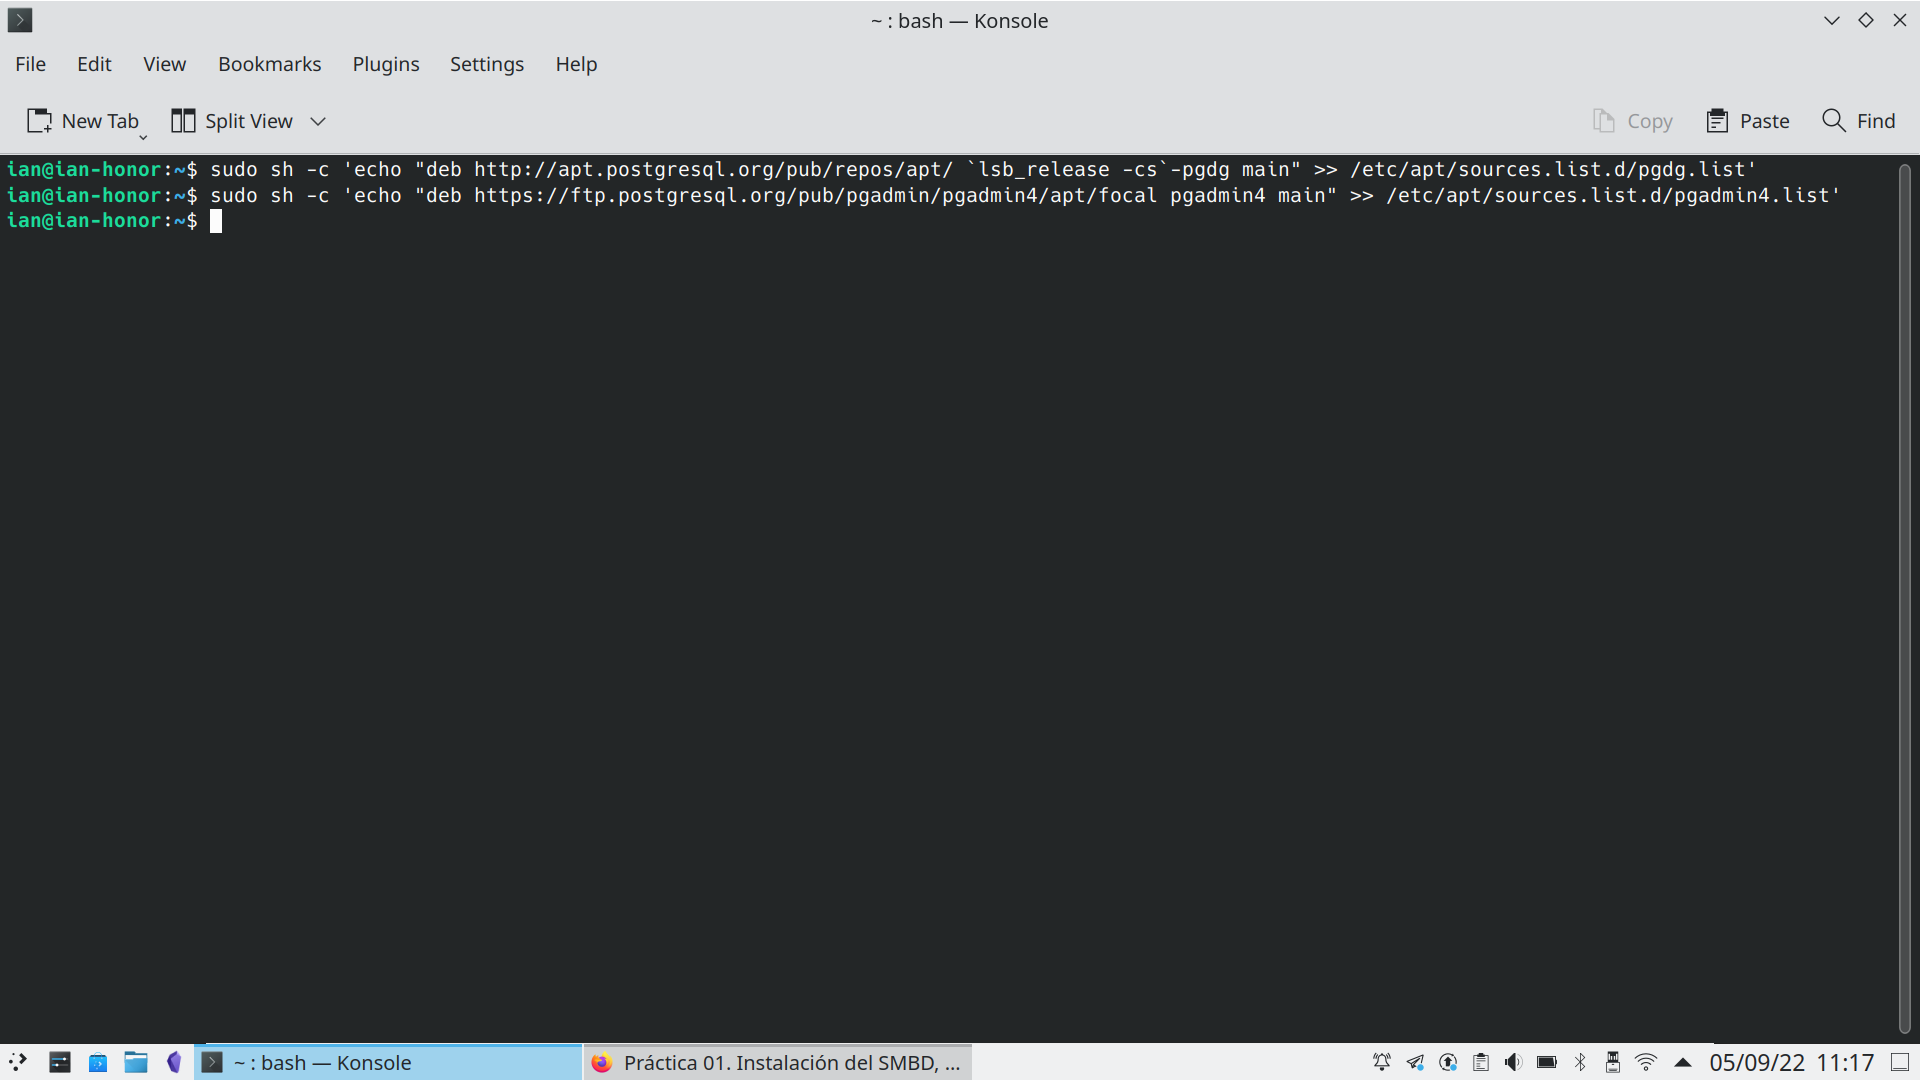 ~ : bash — Konsole
File Edit View Bookmarks Plugins Settings Help
New Tab Split View Copy Paste Find
ian@ian-honor:~$ sudo sh -c 'echo "deb http://apt.postgresql.org/pub/repos/apt/ `lsb_release -cs`-pgdg main" >> /etc/apt/sources.list.d/pgdg.list'
ian@ian-honor:~$ sudo sh -c 'echo "deb https://ftp.postgresql.org/pub/pgadmin/pgadmin4/apt/focal pgadmin4 main" >> /etc/apt/sources.list.d/pgadmin4.list'
ian@ian-honor:~$
~ : bash — Konsole Práctica 01. Instalación del SMBD, ... 05/09/22 11:17